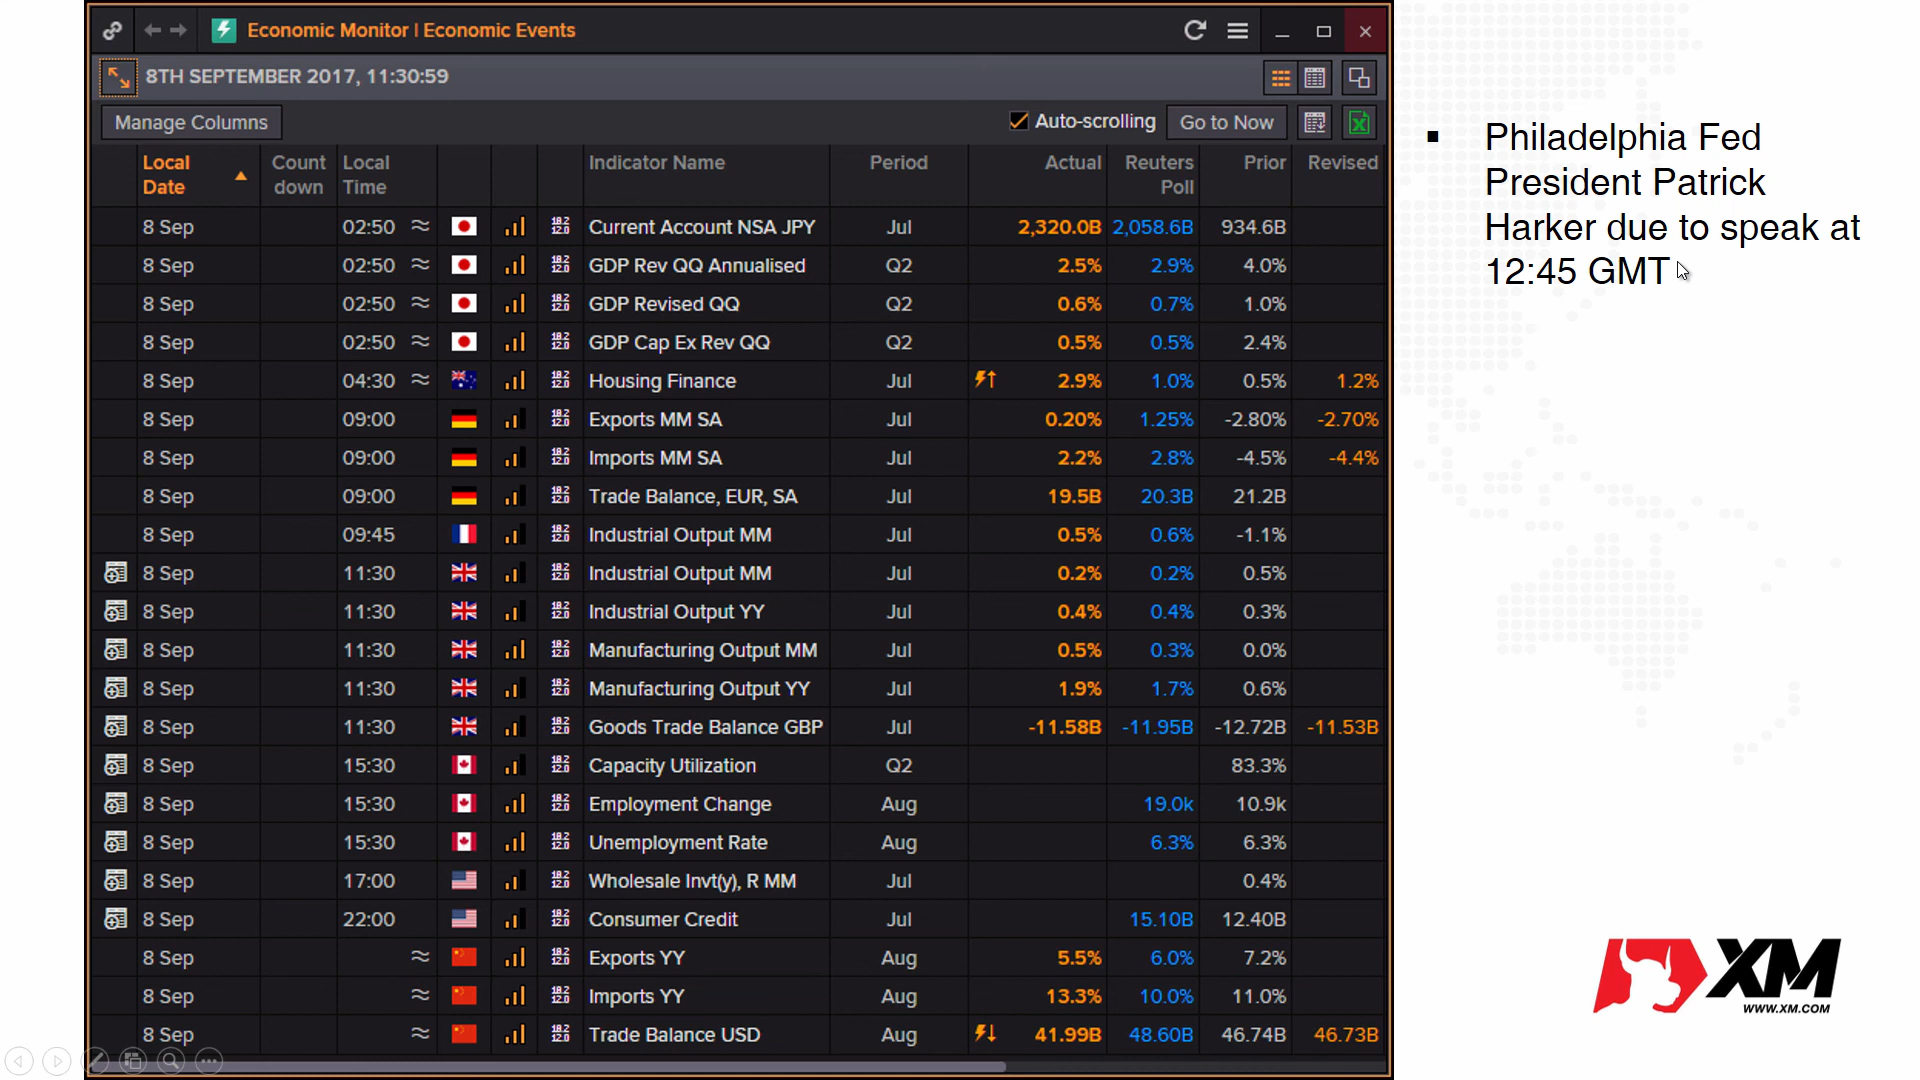 Economic Monitor | Economic Events
8TH SEPTEMBER 2017, 11:30:59
Manage Columns Auto-scrolling Go to Now
Local Date Count down Local Time Indicator Name Period Actual Reuters Poll Prior Revised
8 Sep 02:50 ≈ Current Account NSA JPY Jul 2,320.0B 2,058.6B 934.6B
8 Sep 02:50 ≈ GDP Rev QQ Annualised Q2 2.5% 2.9% 4.0%
8 Sep 02:50 ≈ GDP Revised QQ Q2 0.6% 0.7% 1.0%
8 Sep 02:50 ≈ GDP Cap Ex Rev QQ Q2 0.5% 0.5% 2.4%
8 Sep 04:30 ≈ Housing Finance Jul 2.9% 1.0% 0.5% 1.2%
8 Sep 09:00 Exports MM SA Jul 0.20% 1.25% -2.80% -2.70%
8 Sep 09:00 Imports MM SA Jul 2.2% 2.8% -4.5% -4.4%
8 Sep 09:00 Trade Balance, EUR, SA Jul 19.5B 20.3B 21.2B
8 Sep 09:45 Industrial Output MM Jul 0.5% 0.6% -1.1%
8 Sep 11:30 Industrial Output MM Jul 0.2% 0.2% 0.5%
8 Sep 11:30 Industrial Output YY Jul 0.4% 0.4% 0.3%
8 Sep 11:30 Manufacturing Output MM Jul 0.5% 0.3% 0.0%
8 Sep 11:30 Manufacturing Output YY Jul 1.9% 1.7% 0.6%
8 Sep 11:30 Goods Trade Balance GBP Jul -11.58B -11.95B -12.72B -11.53B
8 Sep 15:30 Capacity Utilization Q2 83.3%
8 Sep 15:30 Employment Change Aug 19.0k 10.9k
8 Sep 15:30 Unemployment Rate Aug 6.3% 6.3%
8 Sep 17:00 Wholesale Invt(y), R MM Jul 0.4%
8 Sep 22:00 Consumer Credit Jul 15.10B 12.40B
8 Sep ≈ Exports YY Aug 5.5% 6.0% 7.2%
8 Sep ≈ Imports YY Aug 13.3% 10.0% 11.0%
8 Sep ≈ Trade Balance USD Aug 41.99B 48.60B 46.74B 46.73B
▪ Philadelphia Fed
President Patrick
Harker due to speak at
12:45 GMT
XM
WWW.XM.COM